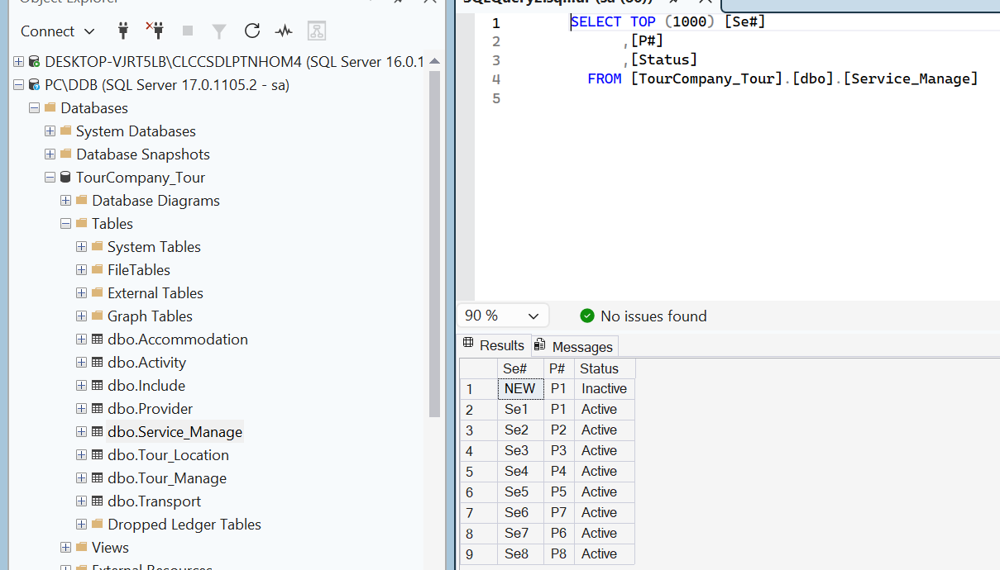 Object Explorer
Connect
DESKTOP-VJRT5LB\CLCCSDLPTNHOM4 (SQL Server 16.0.1
PC\DDB (SQL Server 17.0.1105.2 - sa)
Databases
System Databases
Database Snapshots
TourCompany_Tour
Database Diagrams
Tables
System Tables
FileTables
External Tables
Graph Tables
dbo.Accommodation
dbo.Activity
dbo.Include
dbo.Provider
dbo.Service_Manage
dbo.Tour_Location
dbo.Tour_Manage
dbo.Transport
Dropped Ledger Tables
Views
External Resources
1 SELECT TOP (1000) [Se#]
2 ,[P#]
3 ,[Status]
4 FROM [TourCompany_Tour].[dbo].[Service_Manage]
5
90 %
No issues found
Results Messages
Se# P# Status
1 NEW P1 Inactive
2 Se1 P1 Active
3 Se2 P2 Active
4 Se3 P3 Active
5 Se4 P4 Active
6 Se5 P5 Active
7 Se6 P7 Active
8 Se7 P6 Active
9 Se8 P8 Active